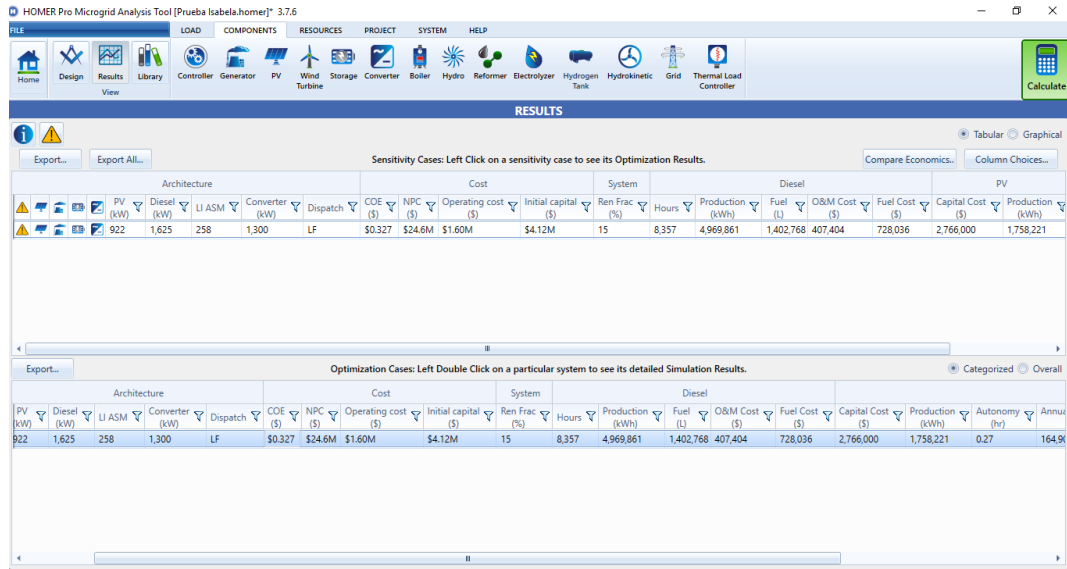 HOMER Pro Microgrid Analysis Tool [Prueba Isabela.homer]* 3.7.6
FILE LOAD COMPONENTS RESOURCES PROJECT SYSTEM HELP
Home Design Results Library Controller Generator PV Wind Turbine Storage Converter Boiler Hydro Reformer Electrolyzer Hydrogen Tank Hydrokinetic Grid Thermal Load Controller Calculate
View
RESULTS
Tabular Graphical
Export... Export All... Sensitivity Cases: Left Click on a sensitivity case to see its Optimization Results. Compare Economics.. Column Choices...
Architecture Cost System Diesel PV
PV (kW) Diesel (kW) LI ASM Converter (kW) Dispatch COE ($) NPC ($) Operating cost ($) Initial capital ($) Ren Frac (%) Hours Production (kWh) Fuel (L) O&M Cost ($) Fuel Cost ($) Capital Cost ($) Production (kWh)
922 1,625 258 1,300 LF $0.327 $24.6M $1.60M $4.12M 15 8,357 4,969,861 1,402,768 407,404 728,036 2,766,000 1,758,221
Export... Optimization Cases: Left Double Click on a particular system to see its detailed Simulation Results. Categorized Overall
Architecture Cost System Diesel
PV (kW) Diesel (kW) LI ASM Converter (kW) Dispatch COE ($) NPC ($) Operating cost ($) Initial capital ($) Ren Frac (%) Hours Production (kWh) Fuel (L) O&M Cost ($) Fuel Cost ($) Capital Cost ($) Production (kWh) Autonomy (hr)
922 1,625 258 1,300 LF $0.327 $24.6M $1.60M $4.12M 15 8,357 4,969,861 1,402,768 407,404 728,036 2,766,000 1,758,221 0.27